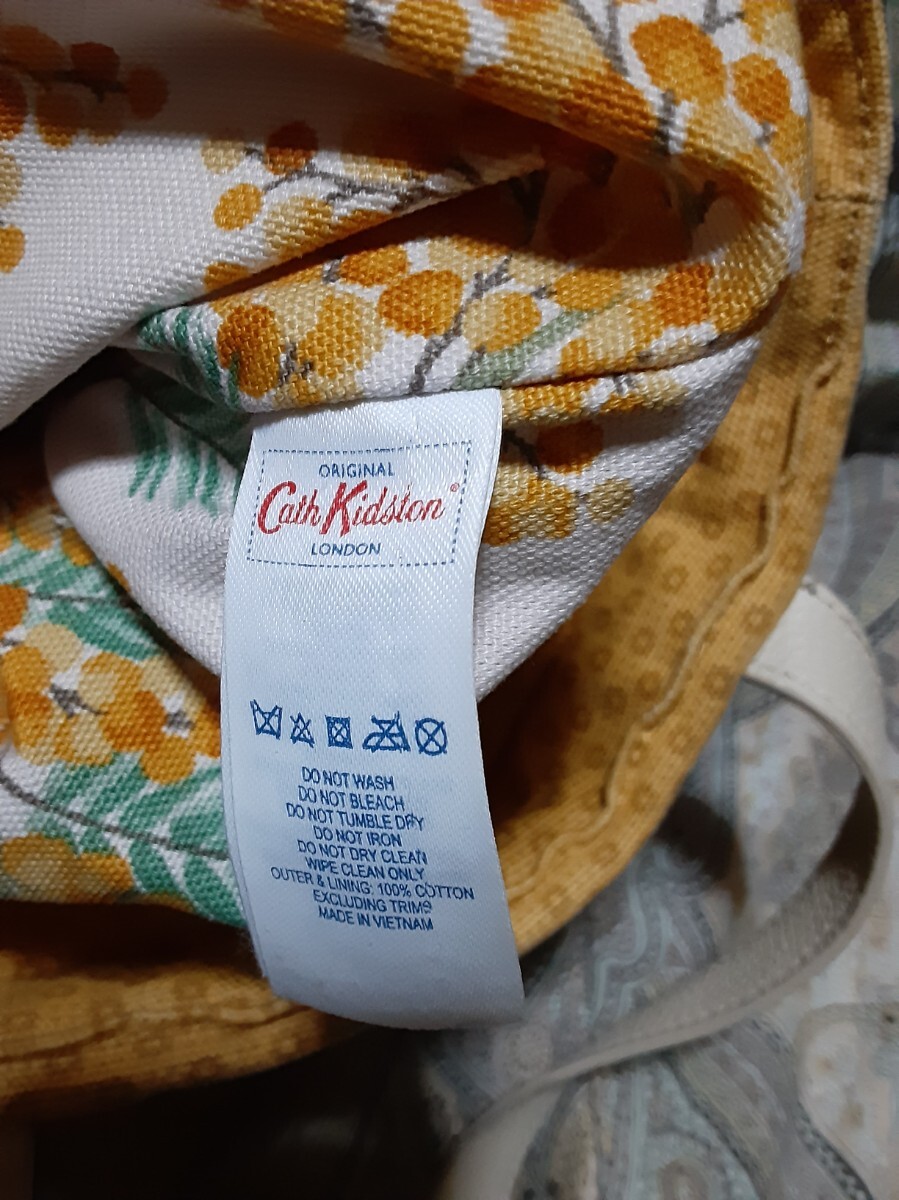 ORIGINAL
Cath Kidston®
LONDON
DO NOT WASH
DO NOT BLEACH
DO NOT TUMBLE DRY
DO NOT IRON
DO NOT DRY CLEAN
WIPE CLEAN ONLY
OUTER & LINING: 100% COTTON
EXCLUDING TRIMS
MADE IN VIETNAM